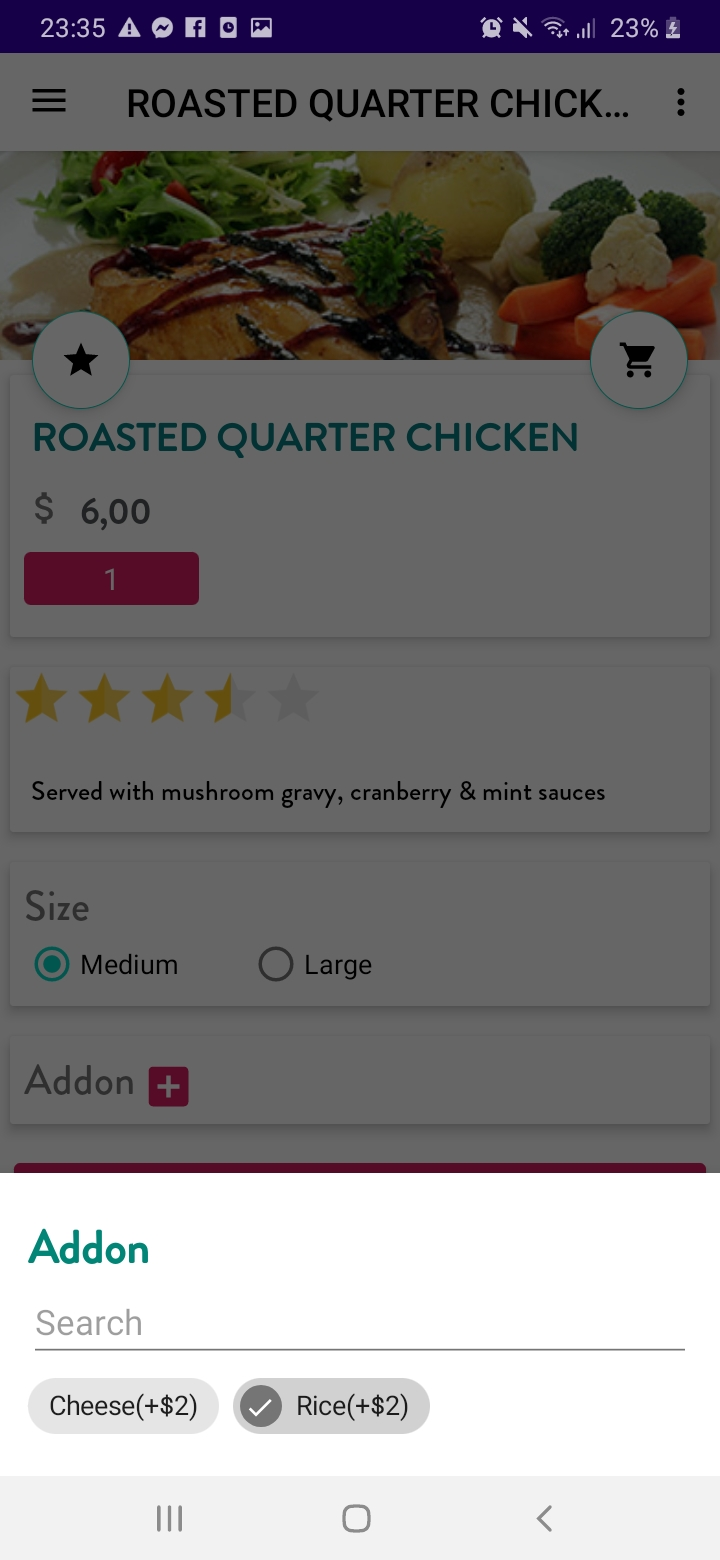 23:35 23%
ROASTED QUARTER CHICK...
ROASTED QUARTER CHICKEN
$ 6,00
1
Served with mushroom gravy, cranberry & mint sauces
Size
Medium Large
Addon
Addon
Search
Cheese(+$2) Rice(+$2)